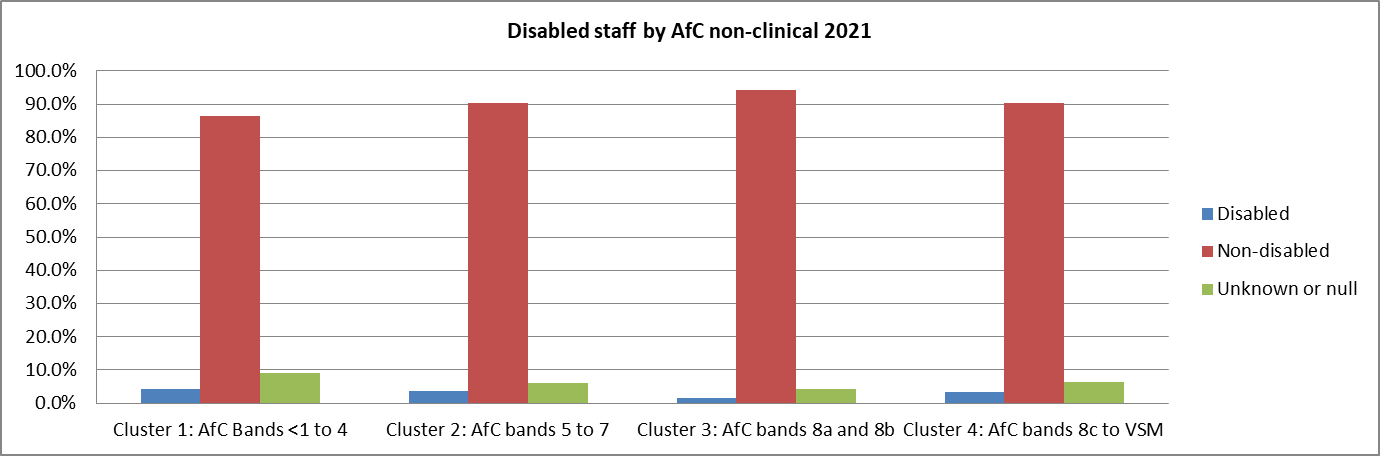 Disabled staff by AfC non-clinical 2021
100.0%
90.0%
80.0%
70.0%
60.0%
50.0%
40.0%
30.0%
20.0%
10.0%
0.0%
Cluster 1: AfC Bands <1 to 4
Cluster 2: AfC bands 5 to 7
Cluster 3: AfC bands 8a and 8b
Cluster 4: AfC bands 8c to VSM
Disabled
Non-disabled
Unknown or null